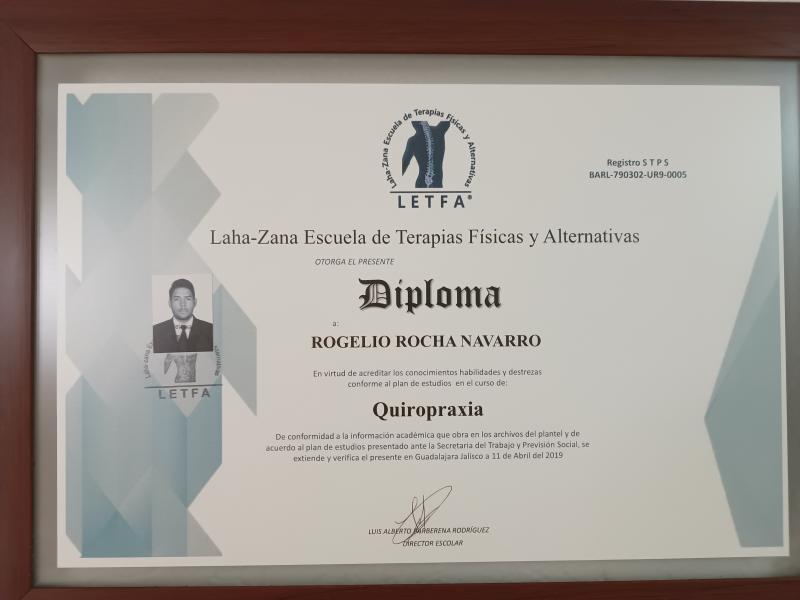 Laha-Zana Escuela de Terapias Físicas y Alternativas
LETFA®
Registro S T P S
BARL-790302-UR9-0005
Laha-Zana Escuela de Terapias Físicas y Alternativas
OTORGA EL PRESENTE
Diploma
a:
ROGELIO ROCHA NAVARRO
En virtud de acreditar los conocimientos habilidades y destrezas
conforme al plan de estudios en el curso de:
Quiropraxia
De conformidad a la información académica que obra en los archivos del plantel y de
acuerdo al plan de estudios presentado ante la Secretaria del Trabajo y Previsión Social, se
extiende y verifica el presente en Guadalajara Jalisco a 11 de Abril del 2019
LETFA
LUIS ALBERTO BARBERENA RODRÍGUEZ
DIRECTOR ESCOLAR